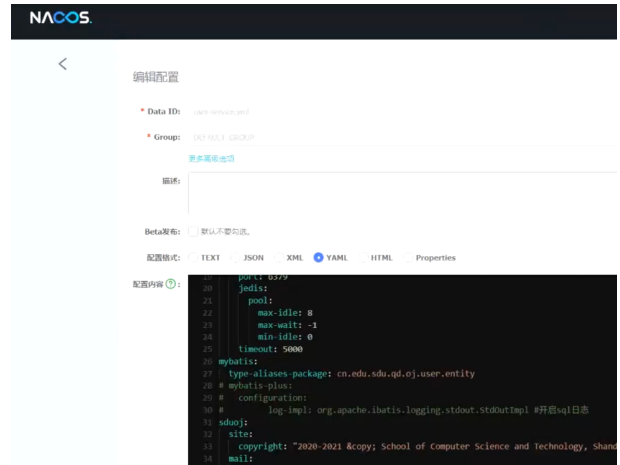 NACOS.
编辑配置
* Data ID:
* Group: DEFAULT_GROUP
更多高级选项
描述:
Beta发布: 默认不要勾选。
配置格式: TEXT JSON XML YAML HTML Properties
配置内容 ? :
19 port: 6379
20 jedis:
21 pool:
22 max-idle: 8
23 max-wait: -1
24 min-idle: 0
25 timeout: 5000
26 mybatis:
27 type-aliases-package: cn.edu.sdu.qd.oj.user.entity
28 # mybatis-plus:
29 # configuration:
30 # log-impl: org.apache.ibatis.logging.stdout.StdOutImpl #开启sql日志
31 sduoj:
32 site:
33 copyright: "2020-2021 &copy; School of Computer Science and Technology, Shand
34 mail: